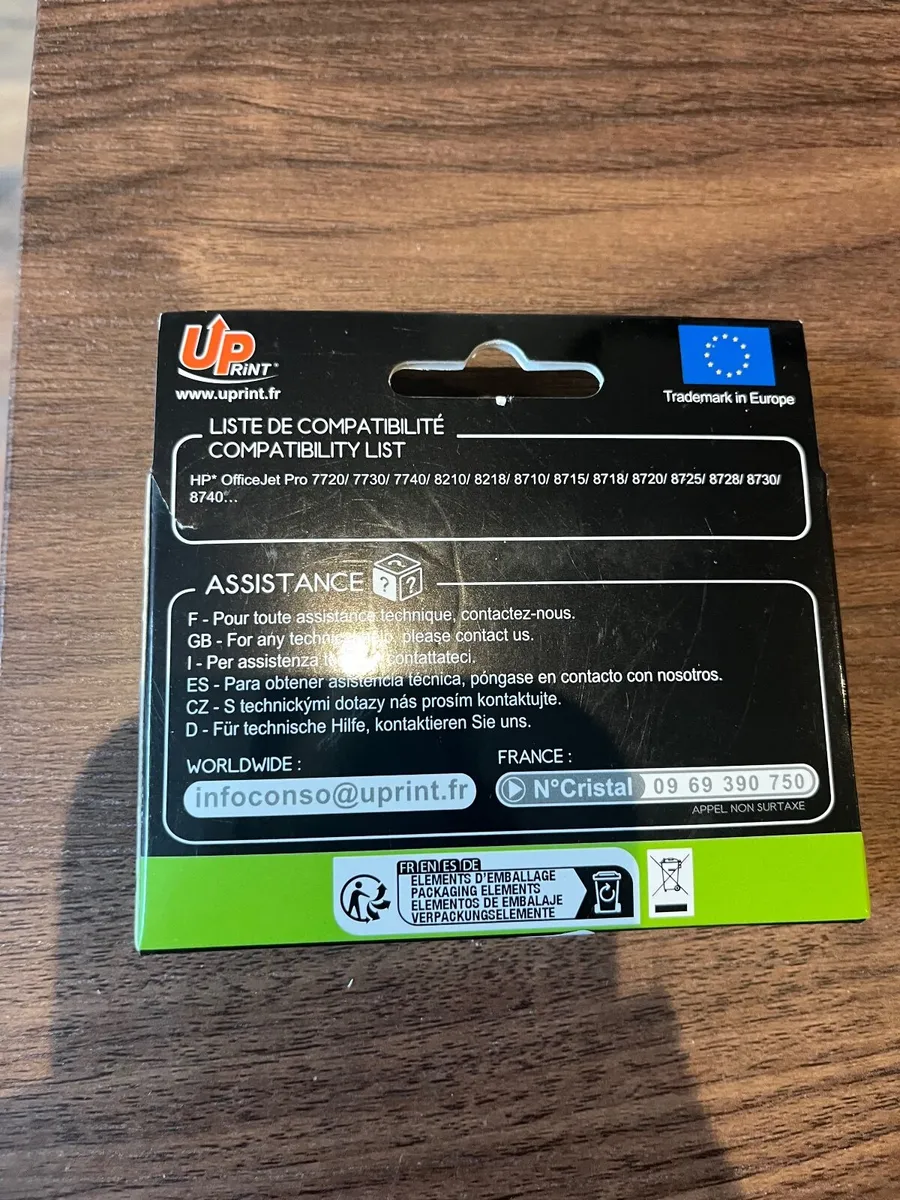 UPRiNT
www.uprint.fr
Trademark in Europe
LISTE DE COMPATIBILITÉ
COMPATIBILITY LIST
HP* OfficeJet Pro 7720/ 7730/ 7740/ 8210/ 8218/ 8710/ 8715/ 8718/ 8720/ 8725/ 8728/ 8730/
8740...
ASSISTANCE ? ?
F - Pour toute assistance technique, contactez-nous.
GB - For any technical help, please contact us.
I - Per assistenza contattateci.
ES - Para obtener asistencia técnica, póngase en contacto con nosotros.
CZ - S technickými dotazy nás prosím kontaktujte.
D - Für technische Hilfe, kontaktieren Sie uns.
WORLDWIDE :
infoconso@uprint.fr
FRANCE :
N°Cristal 09 69 390 750
APPEL NON SURTAXE
FR EN ES DE
ELEMENTS D'EMBALLAGE
PACKAGING ELEMENTS
ELEMENTOS DE EMBALAJE
VERPACKUNGSELEMENTE